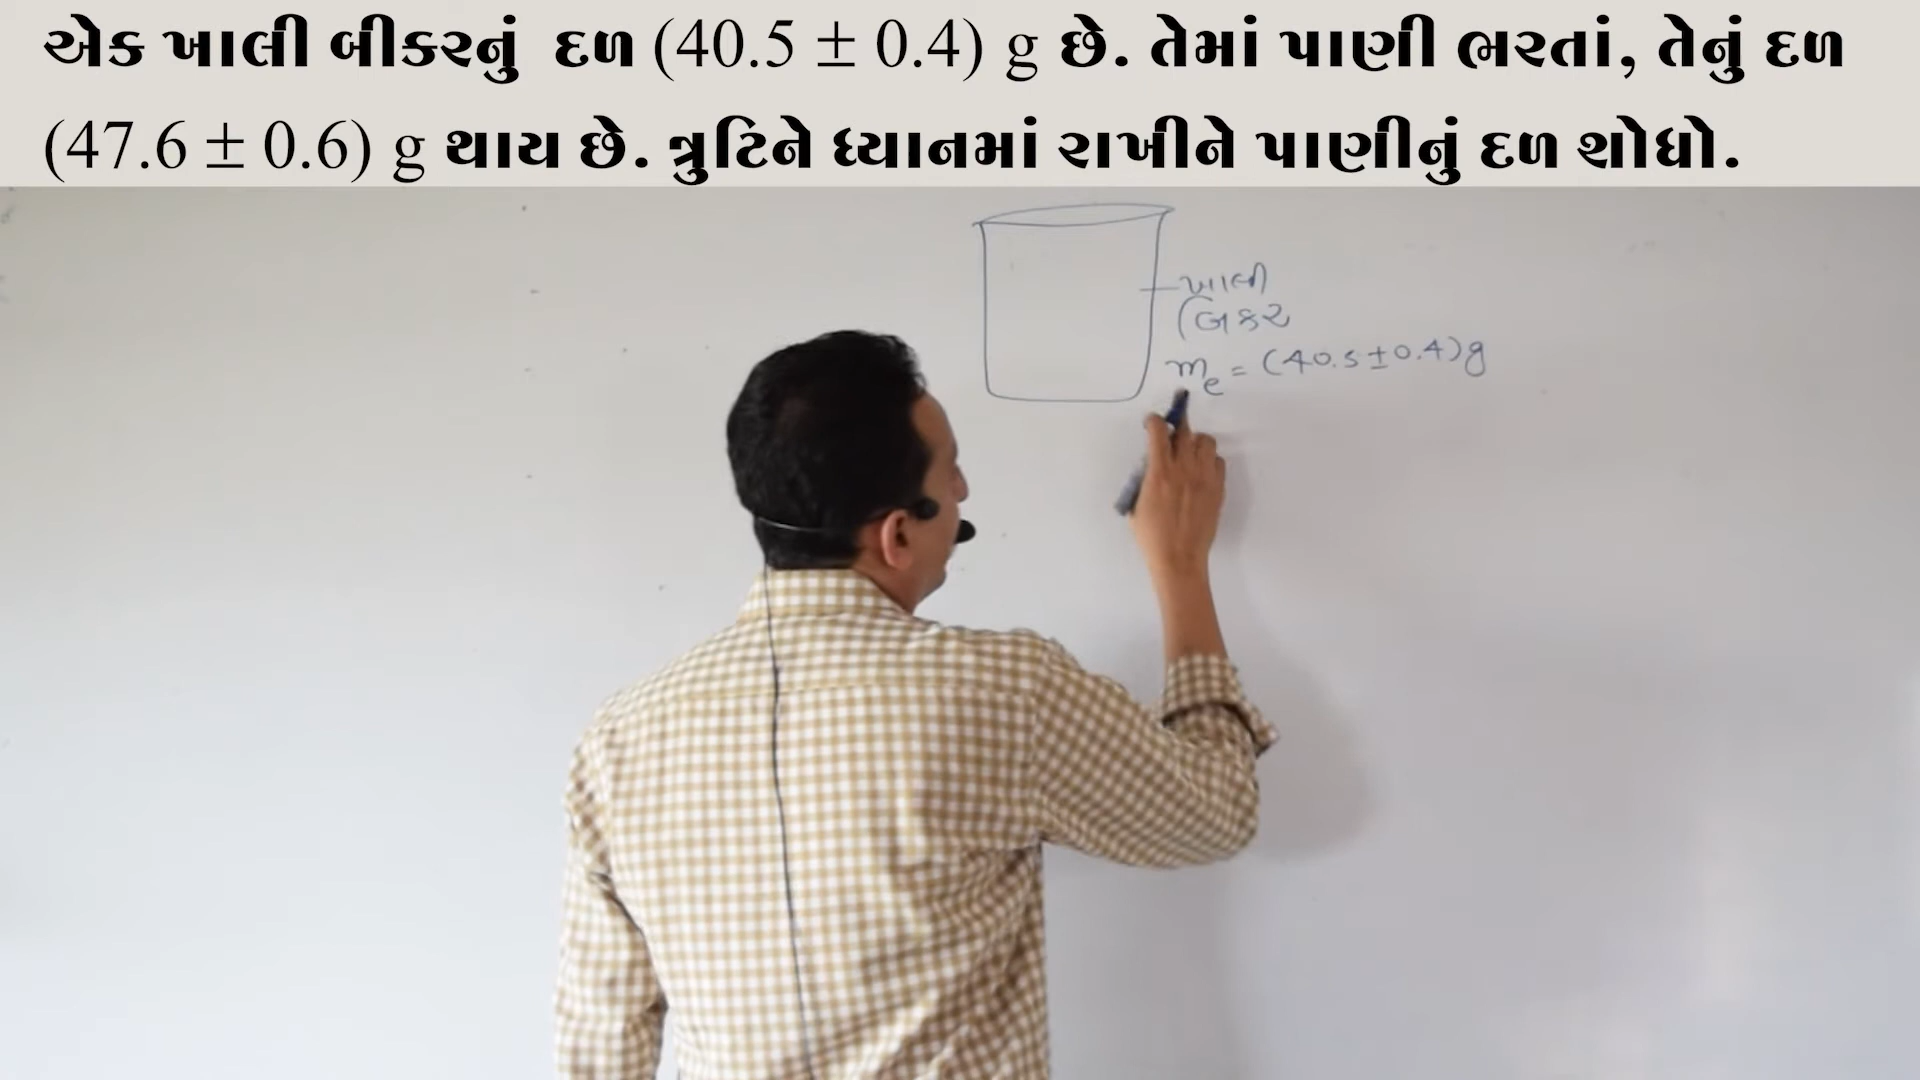 એક ખાલી બીકરનું દળ (40.5 ± 0.4) g છે. તેમાં પાણી ભરતાં, તેનું દળ
(47.6 ± 0.6) g થાય છે. ત્રુટિને ધ્યાનમાં રાખીને પાણીનું દળ શોધો.
ખાલી
બિકર
me = (40.5 ± 0.4) g